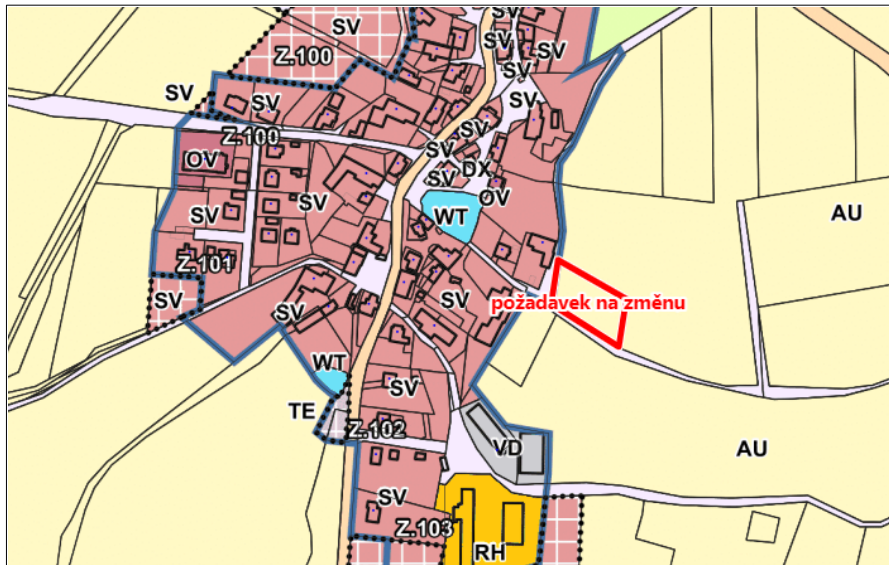 SV
SV
Z.100
SV
SV
SV
SV
SV
SV
Z.100
SV
SV
OV
DX
SV
SV
OV
SV
WT
AU
Z.101
SV
SV
požadavek na změnu
SV
WT
SV
TE
Z.102
VD
AU
SV
Z.103
RH